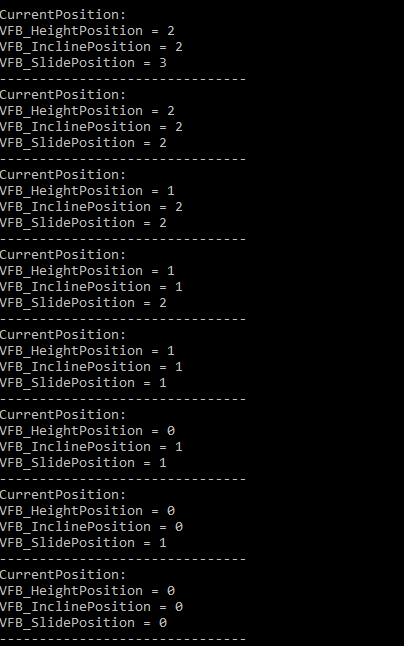 CurrentPosition:
VFB_HeightPosition = 2
VFB_InclinePosition = 2
VFB_SlidePosition = 3
-------------------------------
CurrentPosition:
VFB_HeightPosition = 2
VFB_InclinePosition = 2
VFB_SlidePosition = 2
-------------------------------
CurrentPosition:
VFB_HeightPosition = 1
VFB_InclinePosition = 2
VFB_SlidePosition = 2
-------------------------------
CurrentPosition:
VFB_HeightPosition = 1
VFB_InclinePosition = 1
VFB_SlidePosition = 2
-------------------------------
CurrentPosition:
VFB_HeightPosition = 1
VFB_InclinePosition = 1
VFB_SlidePosition = 1
-------------------------------
CurrentPosition:
VFB_HeightPosition = 0
VFB_InclinePosition = 1
VFB_SlidePosition = 1
-------------------------------
CurrentPosition:
VFB_HeightPosition = 0
VFB_InclinePosition = 0
VFB_SlidePosition = 1
-------------------------------
CurrentPosition:
VFB_HeightPosition = 0
VFB_InclinePosition = 0
VFB_SlidePosition = 0
-------------------------------